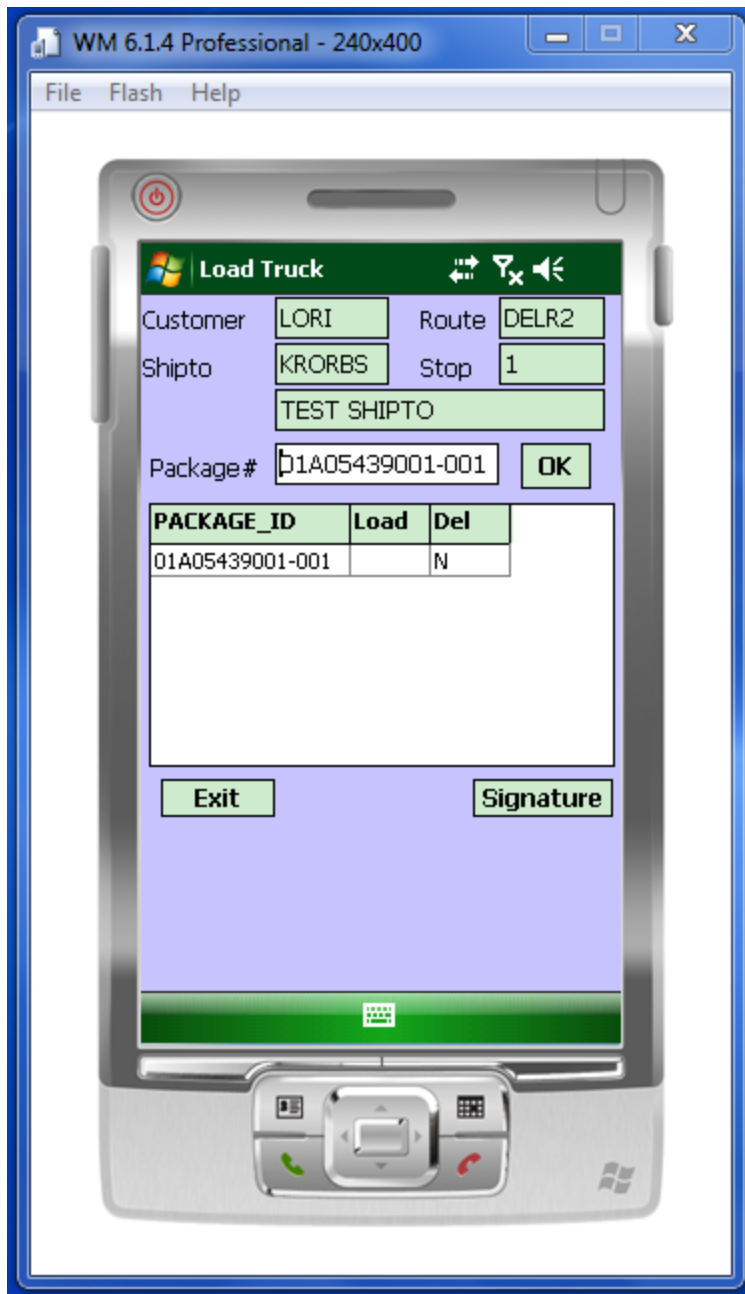 WM 6.1.4 Professional - 240x400
File Flash Help
Load Truck
Customer LORI Route DELR2
Shipto KRORBS Stop 1
TEST SHIPTO
Package# 01A05439001-001 OK
PACKAGE_ID Load Del
01A05439001-001 N
Exit Signature